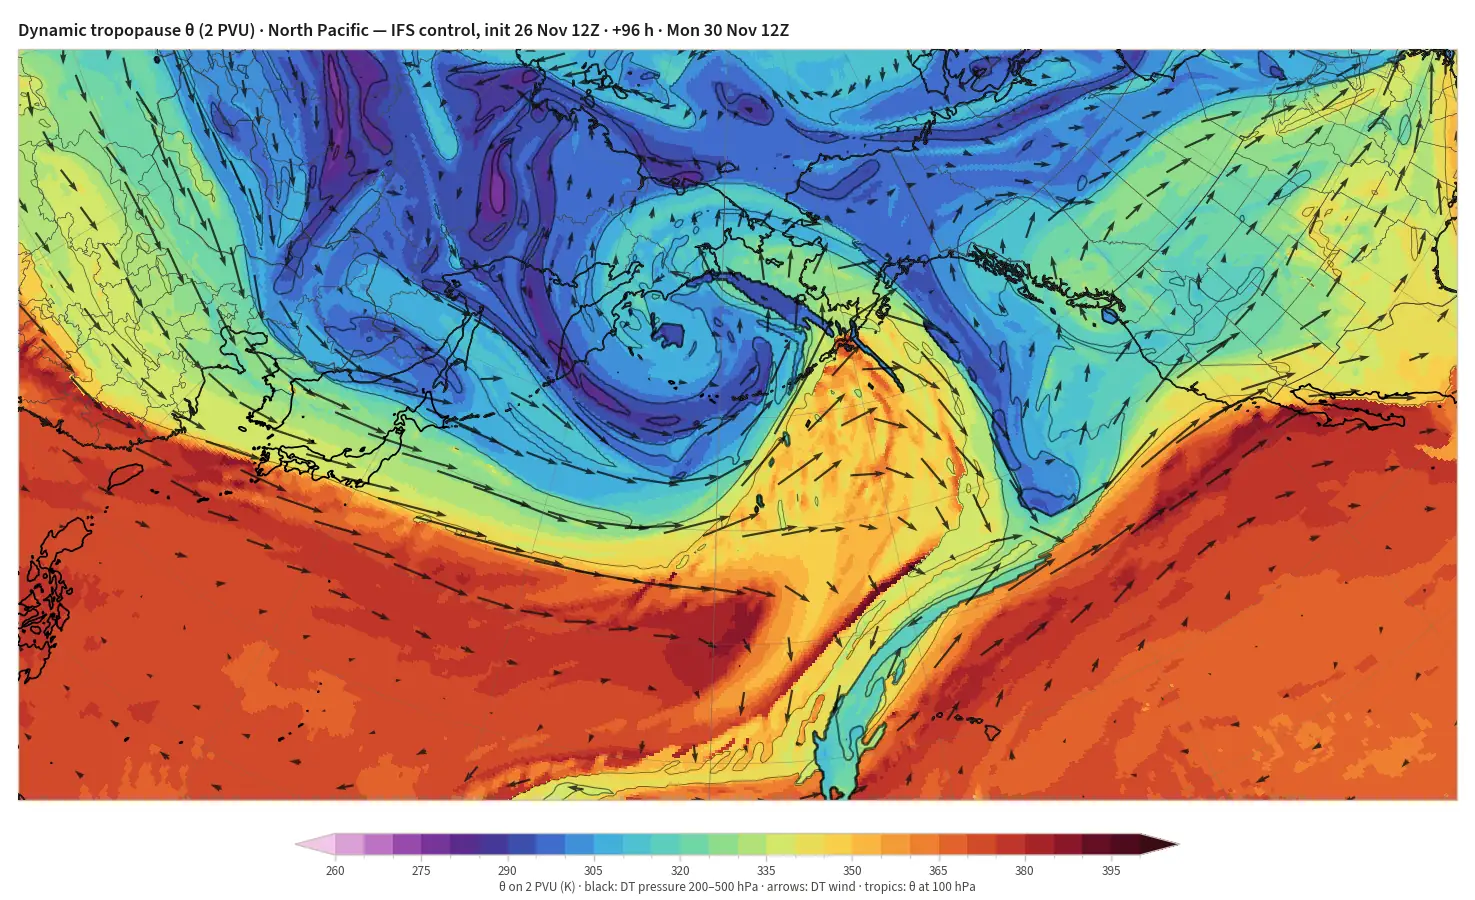 Dynamic tropopause θ (2 PVU) · North Pacific — IFS control, init 26 Nov 12Z · +96 h · Mon 30 Nov 12Z
260 275 290 305 320 335 350 365 380 395
θ on 2 PVU (K) · black: DT pressure 200–500 hPa · arrows: DT wind · tropics: θ at 100 hPa